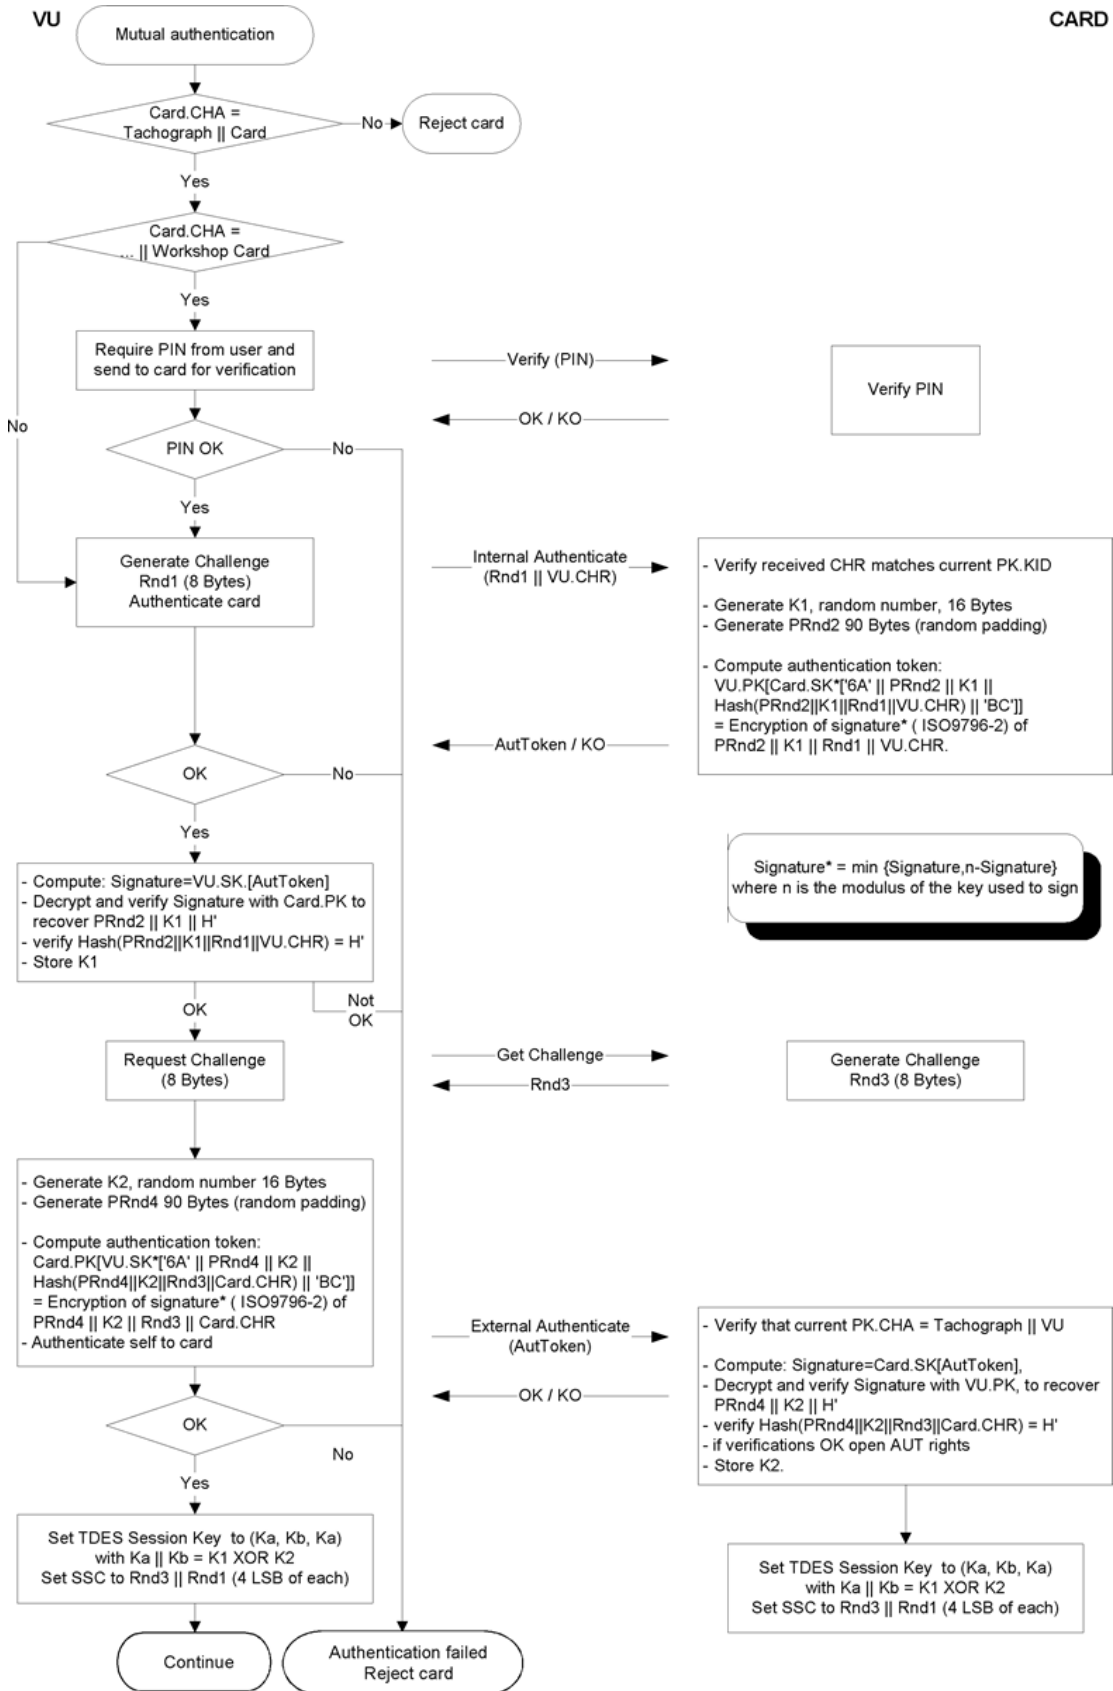 VU
CARD
Mutual authentication
Card.CHA =
Tachograph || Card
No
Reject card
Yes
Card.CHA =
... || Workshop Card
Yes
Require PIN from user and
send to card for verification
Verify (PIN)
Verify PIN
OK / KO
No
PIN OK
No
Yes
Generate Challenge
Rnd1 (8 Bytes)
Authenticate card
Internal Authenticate
(Rnd1 || VU.CHR)
- Verify received CHR matches current PK.KID
- Generate K1, random number, 16 Bytes
- Generate PRnd2 90 Bytes (random padding)
- Compute authentication token:
VU.PK[Card.SK*['6A' || PRnd2 || K1 ||
Hash(PRnd2||K1||Rnd1||VU.CHR) || 'BC']]
= Encryption of signature* ( ISO9796-2) of
PRnd2 || K1 || Rnd1 || VU.CHR.
AutToken / KO
OK
No
Yes
Signature* = min {Signature,n-Signature}
where n is the modulus of the key used to sign
- Compute: Signature=VU.SK.[AutToken]
- Decrypt and verify Signature with Card.PK to
recover PRnd2 || K1 || H'
- verify Hash(PRnd2||K1||Rnd1||VU.CHR) = H'
- Store K1
OK
Not
OK
Request Challenge
(8 Bytes)
Get Challenge
Rnd3
Generate Challenge
Rnd3 (8 Bytes)
- Generate K2, random number 16 Bytes
- Generate PRnd4 90 Bytes (random padding)
- Compute authentication token:
Card.PK[VU.SK*['6A' || PRnd4 || K2 ||
Hash(PRnd4||K2||Rnd3||Card.CHR) || 'BC']]
= Encryption of signature* ( ISO9796-2) of
PRnd4 || K2 || Rnd3 || Card.CHR
- Authenticate self to card
External Authenticate
(AutToken)
OK / KO
- Verify that current PK.CHA = Tachograph || VU
- Compute: Signature=Card.SK[AutToken],
- Decrypt and verify Signature with VU.PK, to recover
PRnd4 || K2 || H'
- verify Hash(PRnd4||K2||Rnd3||Card.CHR) = H'
- if verifications OK open AUT rights
- Store K2.
OK
No
Yes
Set TDES Session Key to (Ka, Kb, Ka)
with Ka || Kb = K1 XOR K2
Set SSC to Rnd3 || Rnd1 (4 LSB of each)
Set TDES Session Key to (Ka, Kb, Ka)
with Ka || Kb = K1 XOR K2
Set SSC to Rnd3 || Rnd1 (4 LSB of each)
Continue
Authentication failed
Reject card